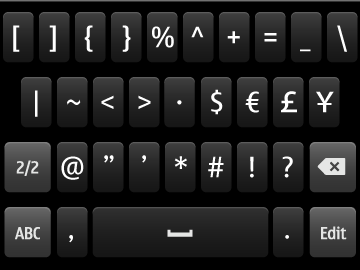 [ ] { } % ^ + = _ \
| ~ < > · $ € £ ¥
2/2 @ ” ’ * # ! ?
ABC , . Edit